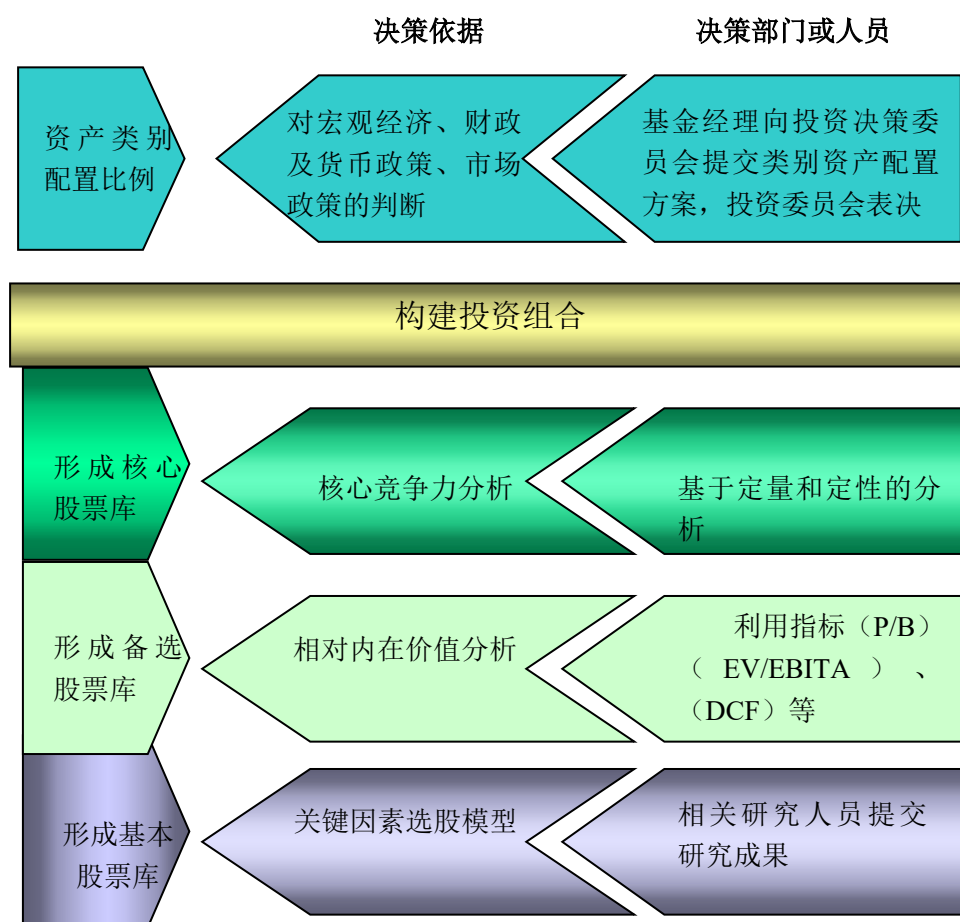 决策依据
决策部门或人员
资产类别
配置比例
对宏观经济、财政
及货币政策、市场
政策的判断
基金经理向投资决策委
员会提交类别资产配置
方案，投资委员会表决
构建投资组合
形成核心
股票库
核心竞争力分析
基于定量和定性的分
析
形成备选
股票库
相对内在价值分析
利用指标（P/B）
（EV/EBITA）、
（DCF）等
形成基本
股票库
关键因素选股模型
相关研究人员提交
研究成果